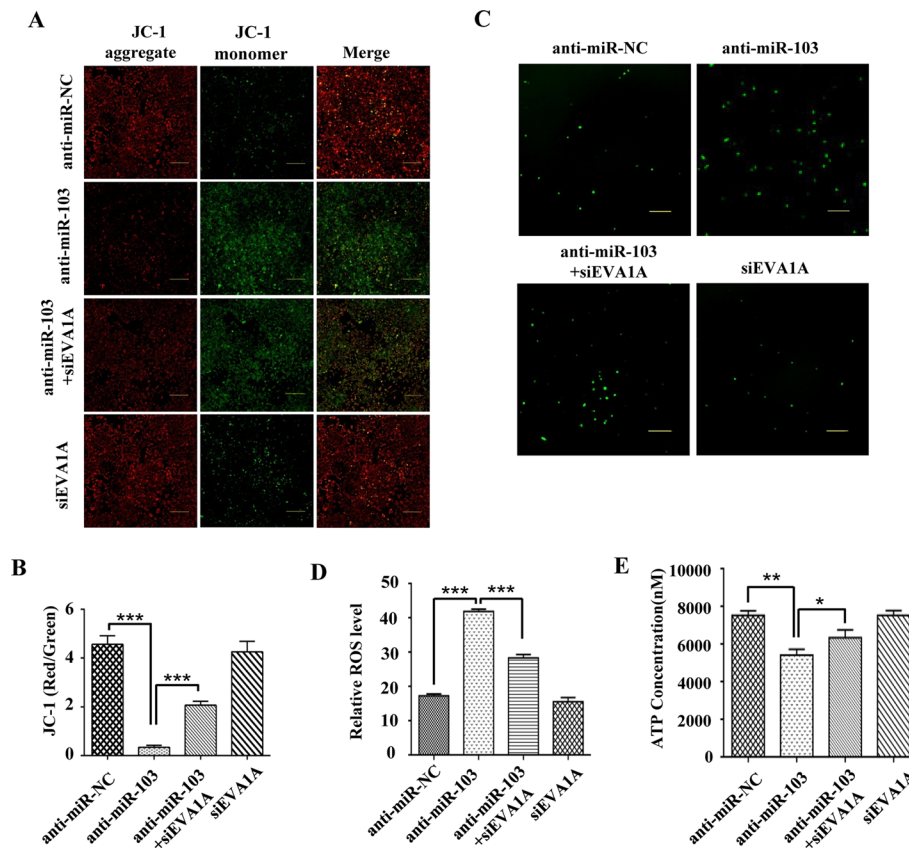 A
JC-1
aggregate
JC-1
monomer
Merge
anti-miR-NC
anti-miR-103
anti-miR-103
+siEVA1A
siEVA1A
C
anti-miR-NC
anti-miR-103
anti-miR-103
+siEVA1A
siEVA1A
B
JC-1 (Red/Green)
6
4
2
0
***
***
anti-miR-NC
anti-miR-103
anti-miR-103
+siEVA1A
siEVA1A
D
Relative ROS level
50
40
30
20
10
0
***
***
anti-miR-NC
anti-miR-103
anti-miR-103
+siEVA1A
siEVA1A
E
ATP Concentration(nM)
10000
8000
6000
4000
2000
0
**
*
anti-miR-NC
anti-miR-103
anti-miR-103
+siEVA1A
siEVA1A